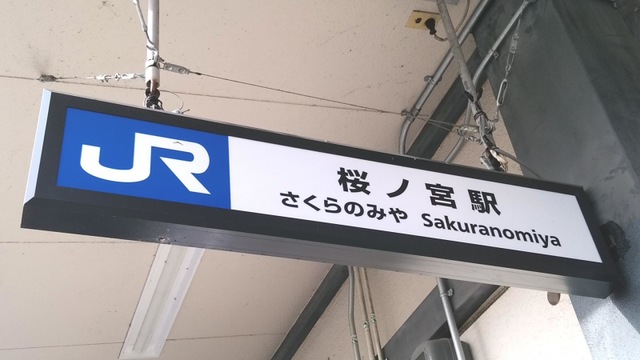 JR
桜ノ宮駅
さくらのみや Sakuranomiya